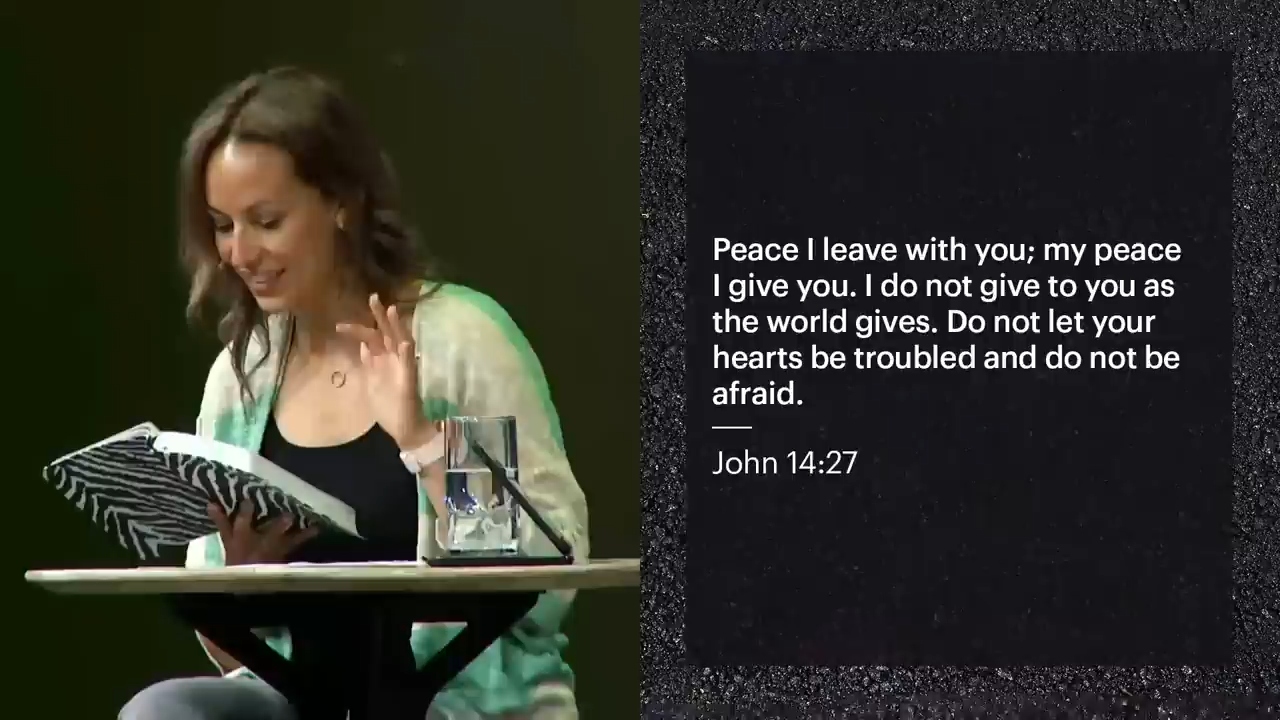 Peace I leave with you; my peace
I give you. I do not give to you as
the world gives. Do not let your
hearts be troubled and do not be
afraid.
John 14:27